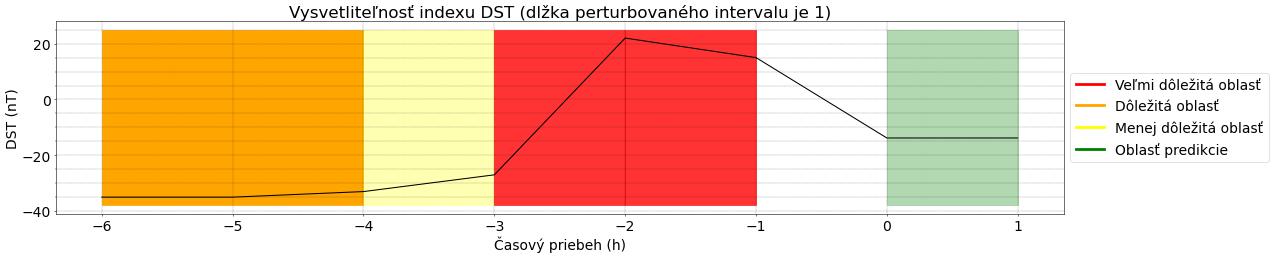 Vysvetliteľnosť indexu DST (dlžka perturbovaného intervalu je 1)
DST (nT)
20
0
−20
−40
−6 −5 −4 −3 −2 −1 0 1
Časový priebeh (h)
Veľmi dôležitá oblasť
Dôležitá oblasť
Menej dôležitá oblasť
Oblasť predikcie